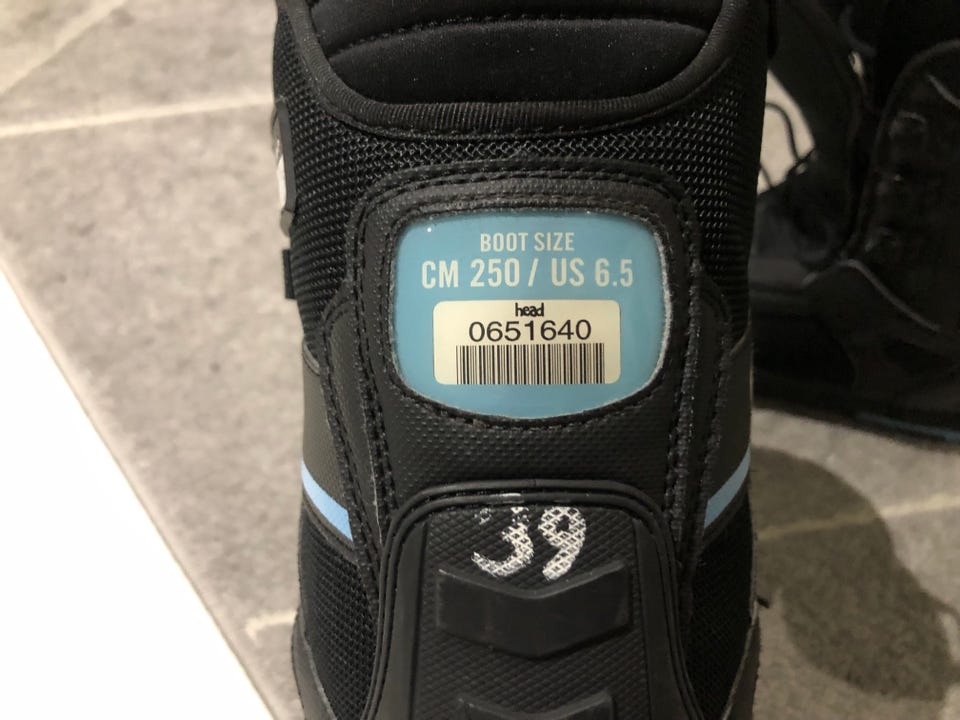 BOOT SIZE
CM 250 / US 6.5
head
0651640
39